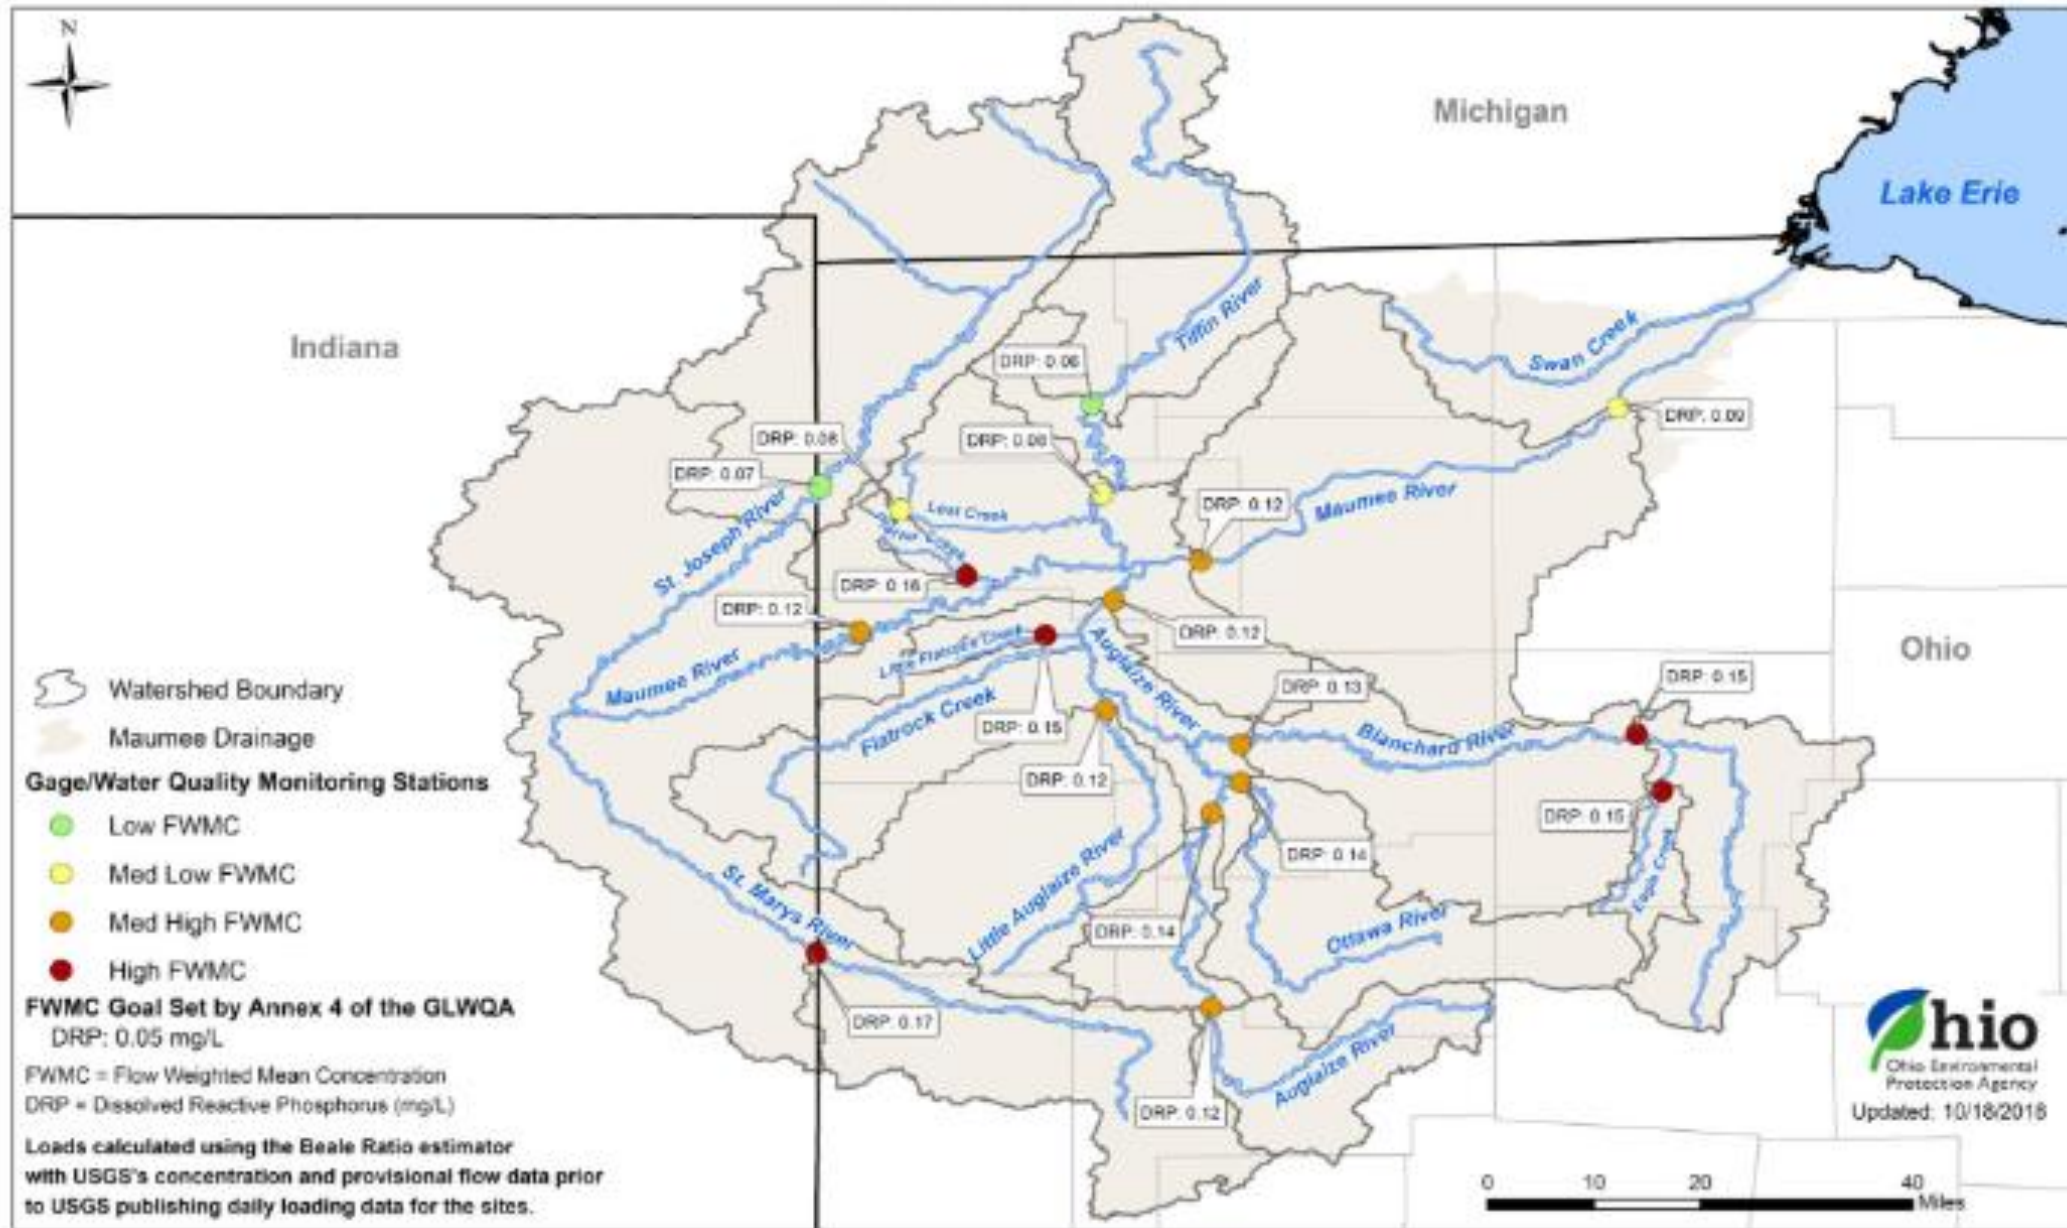 N
Michigan
Lake Erie
Indiana
Tiffin River
Swan Creek
DRP: 0.06
DRP: 0.09
DRP: 0.08
DRP: 0.08
DRP: 0.07
DRP: 0.12
Maumee River
Lost Creek
St. Joseph River
Creek
DRP: 0.16
DRP: 0.12
DRP: 0.12
Ohio
Maumee River
Little Flatrock Creek
Auglaize River
DRP: 0.15
DRP: 0.13
Flatrock Creek
DRP: 0.15
Blanchard River
DRP: 0.12
DRP: 0.15
Eagle Creek
DRP: 0.14
Little Auglaize River
St. Marys River
DRP: 0.14
Ottawa River
DRP: 0.17
Auglaize River
DRP: 0.12
Watershed Boundary
Maumee Drainage
Gage/Water Quality Monitoring Stations
Low FWMC
Med Low FWMC
Med High FWMC
High FWMC
FWMC Goal Set by Annex 4 of the GLWQA
DRP: 0.05 mg/L
FWMC = Flow Weighted Mean Concentration
DRP = Dissolved Reactive Phosphorus (mg/L)
Loads calculated using the Beale Ratio estimator
with USGS's concentration and provisional flow data prior
to USGS publishing daily loading data for the sites.
Ohio
Ohio Environmental
Protection Agency
Updated: 10/18/2018
0 10 20 40
Miles